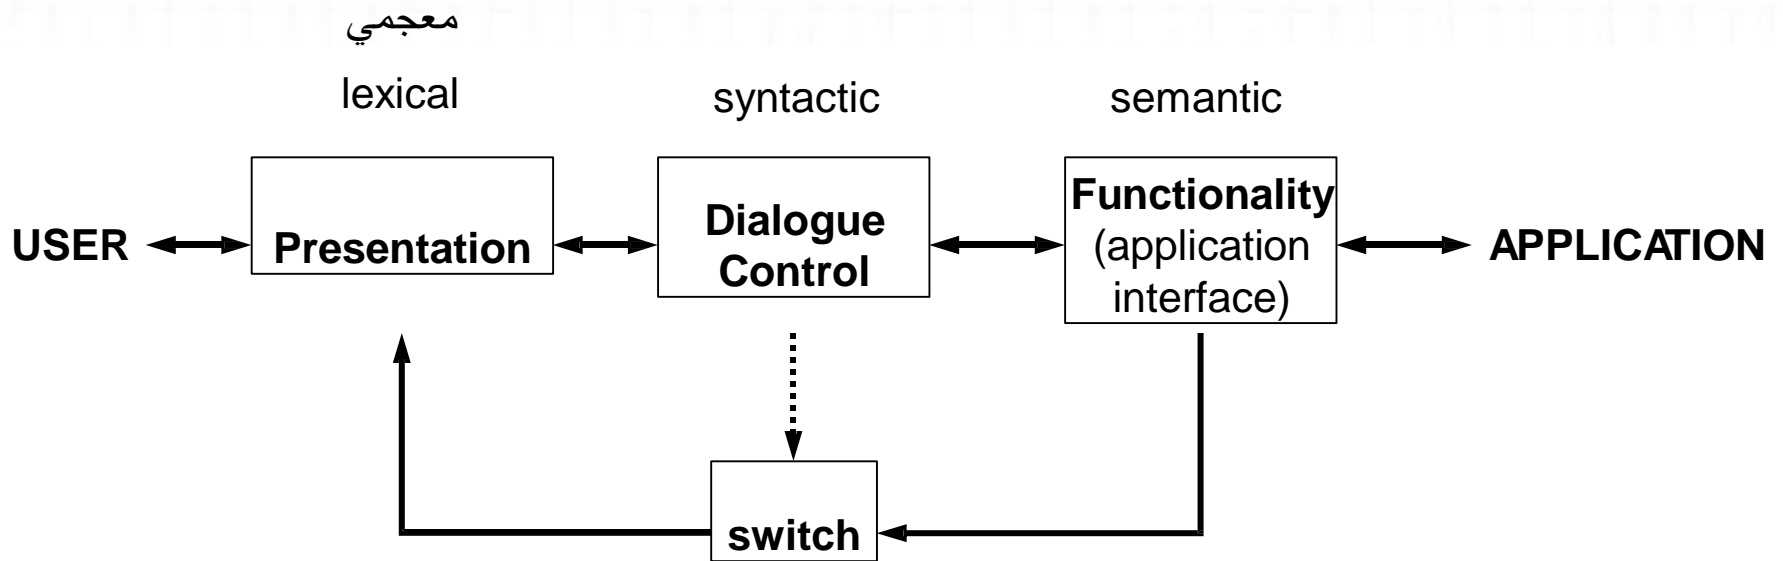 معجمي
lexical
syntactic
semantic
USER
Presentation
Dialogue
Control
Functionality
(application
interface)
APPLICATION
switch